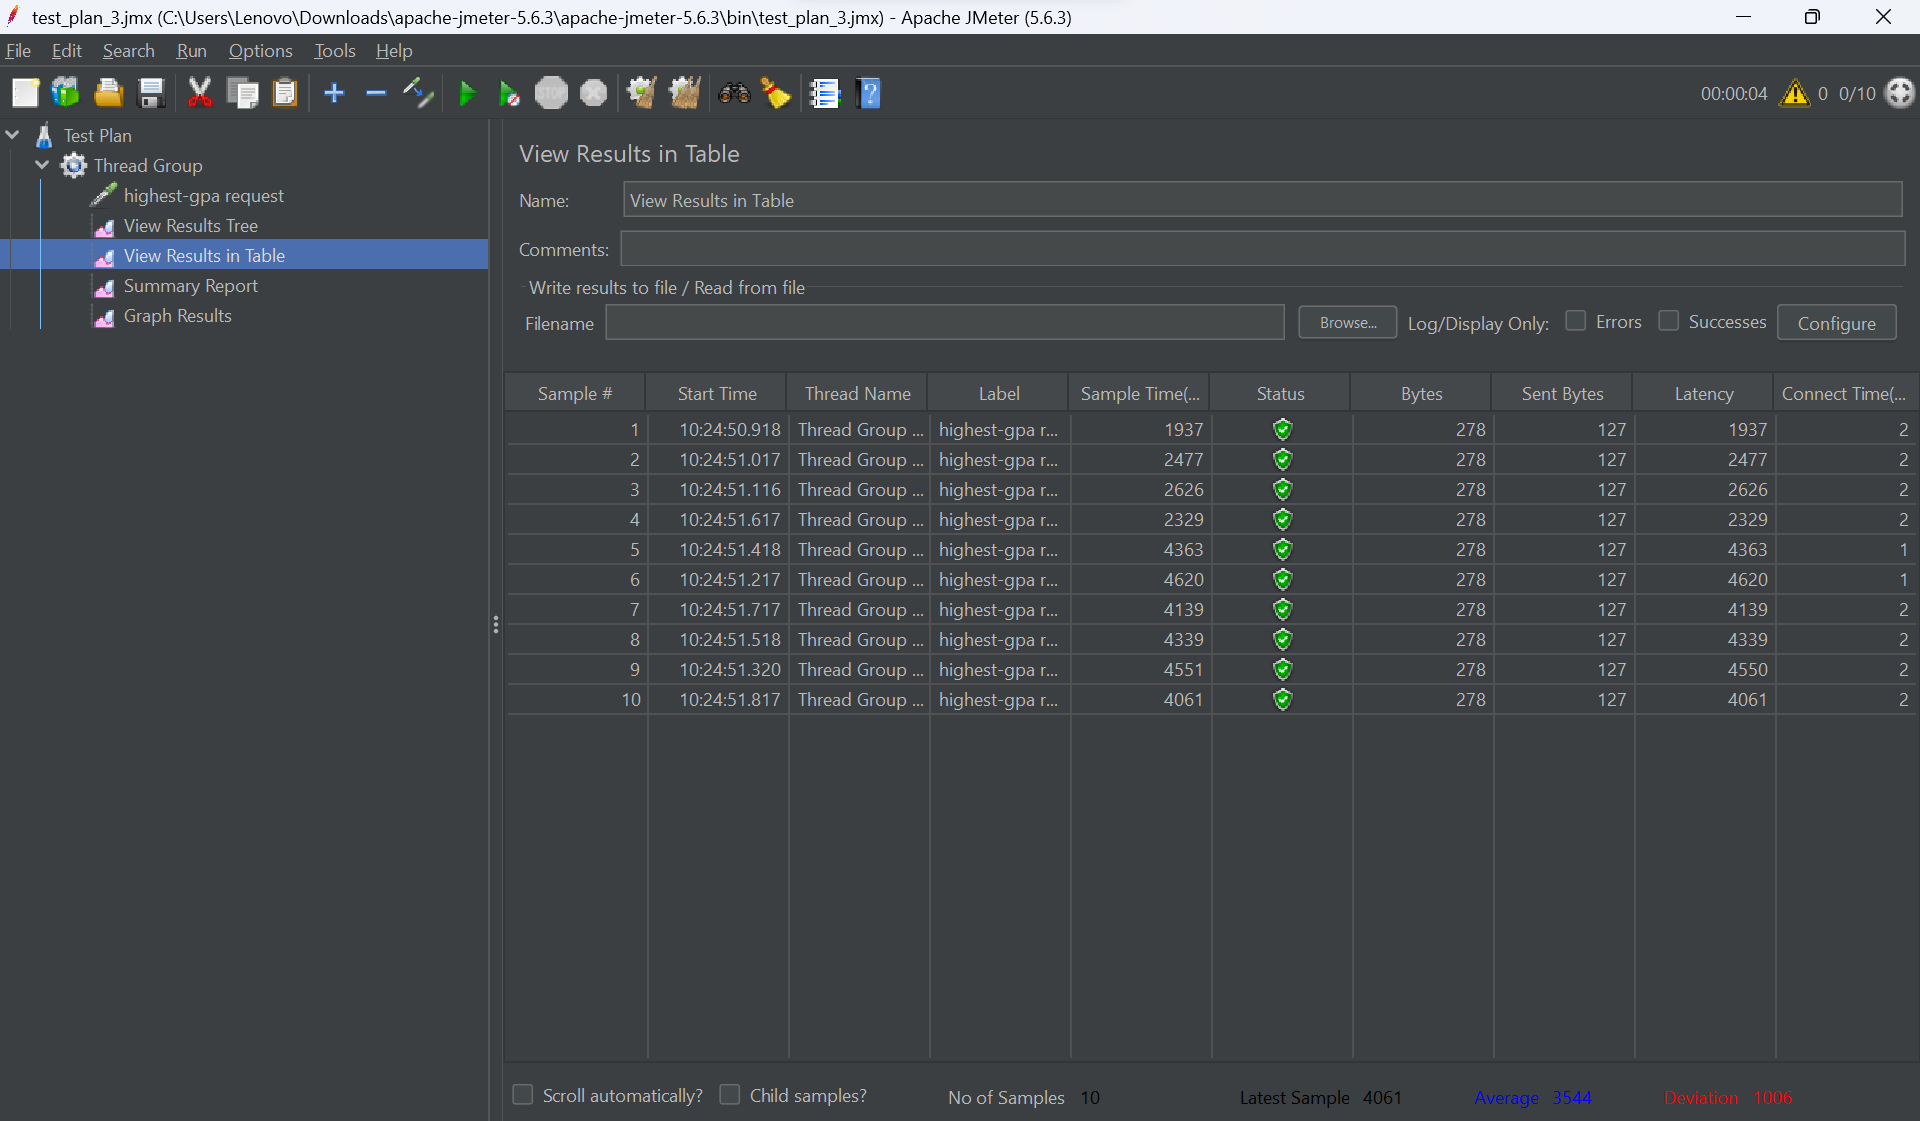 test_plan_3.jmx (C:\Users\Lenovo\Downloads\apache-jmeter-5.6.3\apache-jmeter-5.6.3\bin\test_plan_3.jmx) - Apache JMeter (5.6.3)
File Edit Search Run Options Tools Help
STOP ? 00:00:04 0 0/10
Test Plan
Thread Group
highest-gpa request
View Results Tree
View Results in Table
Summary Report
Graph Results
View Results in Table
Name: View Results in Table
Comments:
Write results to file / Read from file
Filename Browse... Log/Display Only: Errors Successes Configure
Sample # Start Time Thread Name Label Sample Time(... Status Bytes Sent Bytes Latency Connect Time(...
1 10:24:50.918 Thread Group ... highest-gpa r... 1937 278 127 1937 2
2 10:24:51.017 Thread Group ... highest-gpa r... 2477 278 127 2477 2
3 10:24:51.116 Thread Group ... highest-gpa r... 2626 278 127 2626 2
4 10:24:51.617 Thread Group ... highest-gpa r... 2329 278 127 2329 2
5 10:24:51.418 Thread Group ... highest-gpa r... 4363 278 127 4363 1
6 10:24:51.217 Thread Group ... highest-gpa r... 4620 278 127 4620 1
7 10:24:51.717 Thread Group ... highest-gpa r... 4139 278 127 4139 2
8 10:24:51.518 Thread Group ... highest-gpa r... 4339 278 127 4339 2
9 10:24:51.320 Thread Group ... highest-gpa r... 4551 278 127 4550 2
10 10:24:51.817 Thread Group ... highest-gpa r... 4061 278 127 4061 2
Scroll automatically? Child samples? No of Samples 10 Latest Sample 4061 Average 3544 Deviation 1006